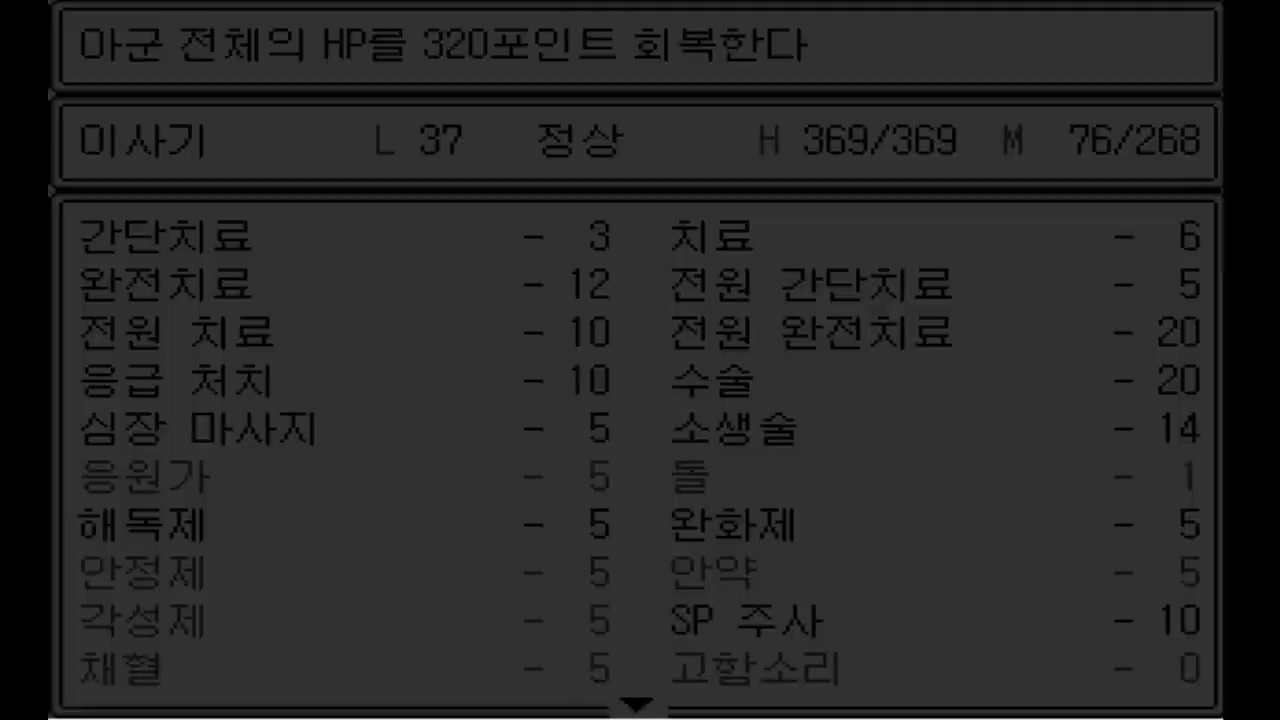 아군 전체의 HP를 320포인트 회복한다
이사기 L 37 정상 H 369/369 M 76/268
간단치료 - 3 치료 - 6
완전치료 - 12 전원 간단치료 - 5
전원 치료 - 10 전원 완전치료 - 20
응급 처치 - 10 수술 - 20
심장 마사지 - 5 소생술 - 14
응원가 - 5 돌 - 1
해독제 - 5 완화제 - 5
안정제 - 5 안약 - 5
각성제 - 5 SP 주사 - 10
채혈 - 5 고함소리 - 0